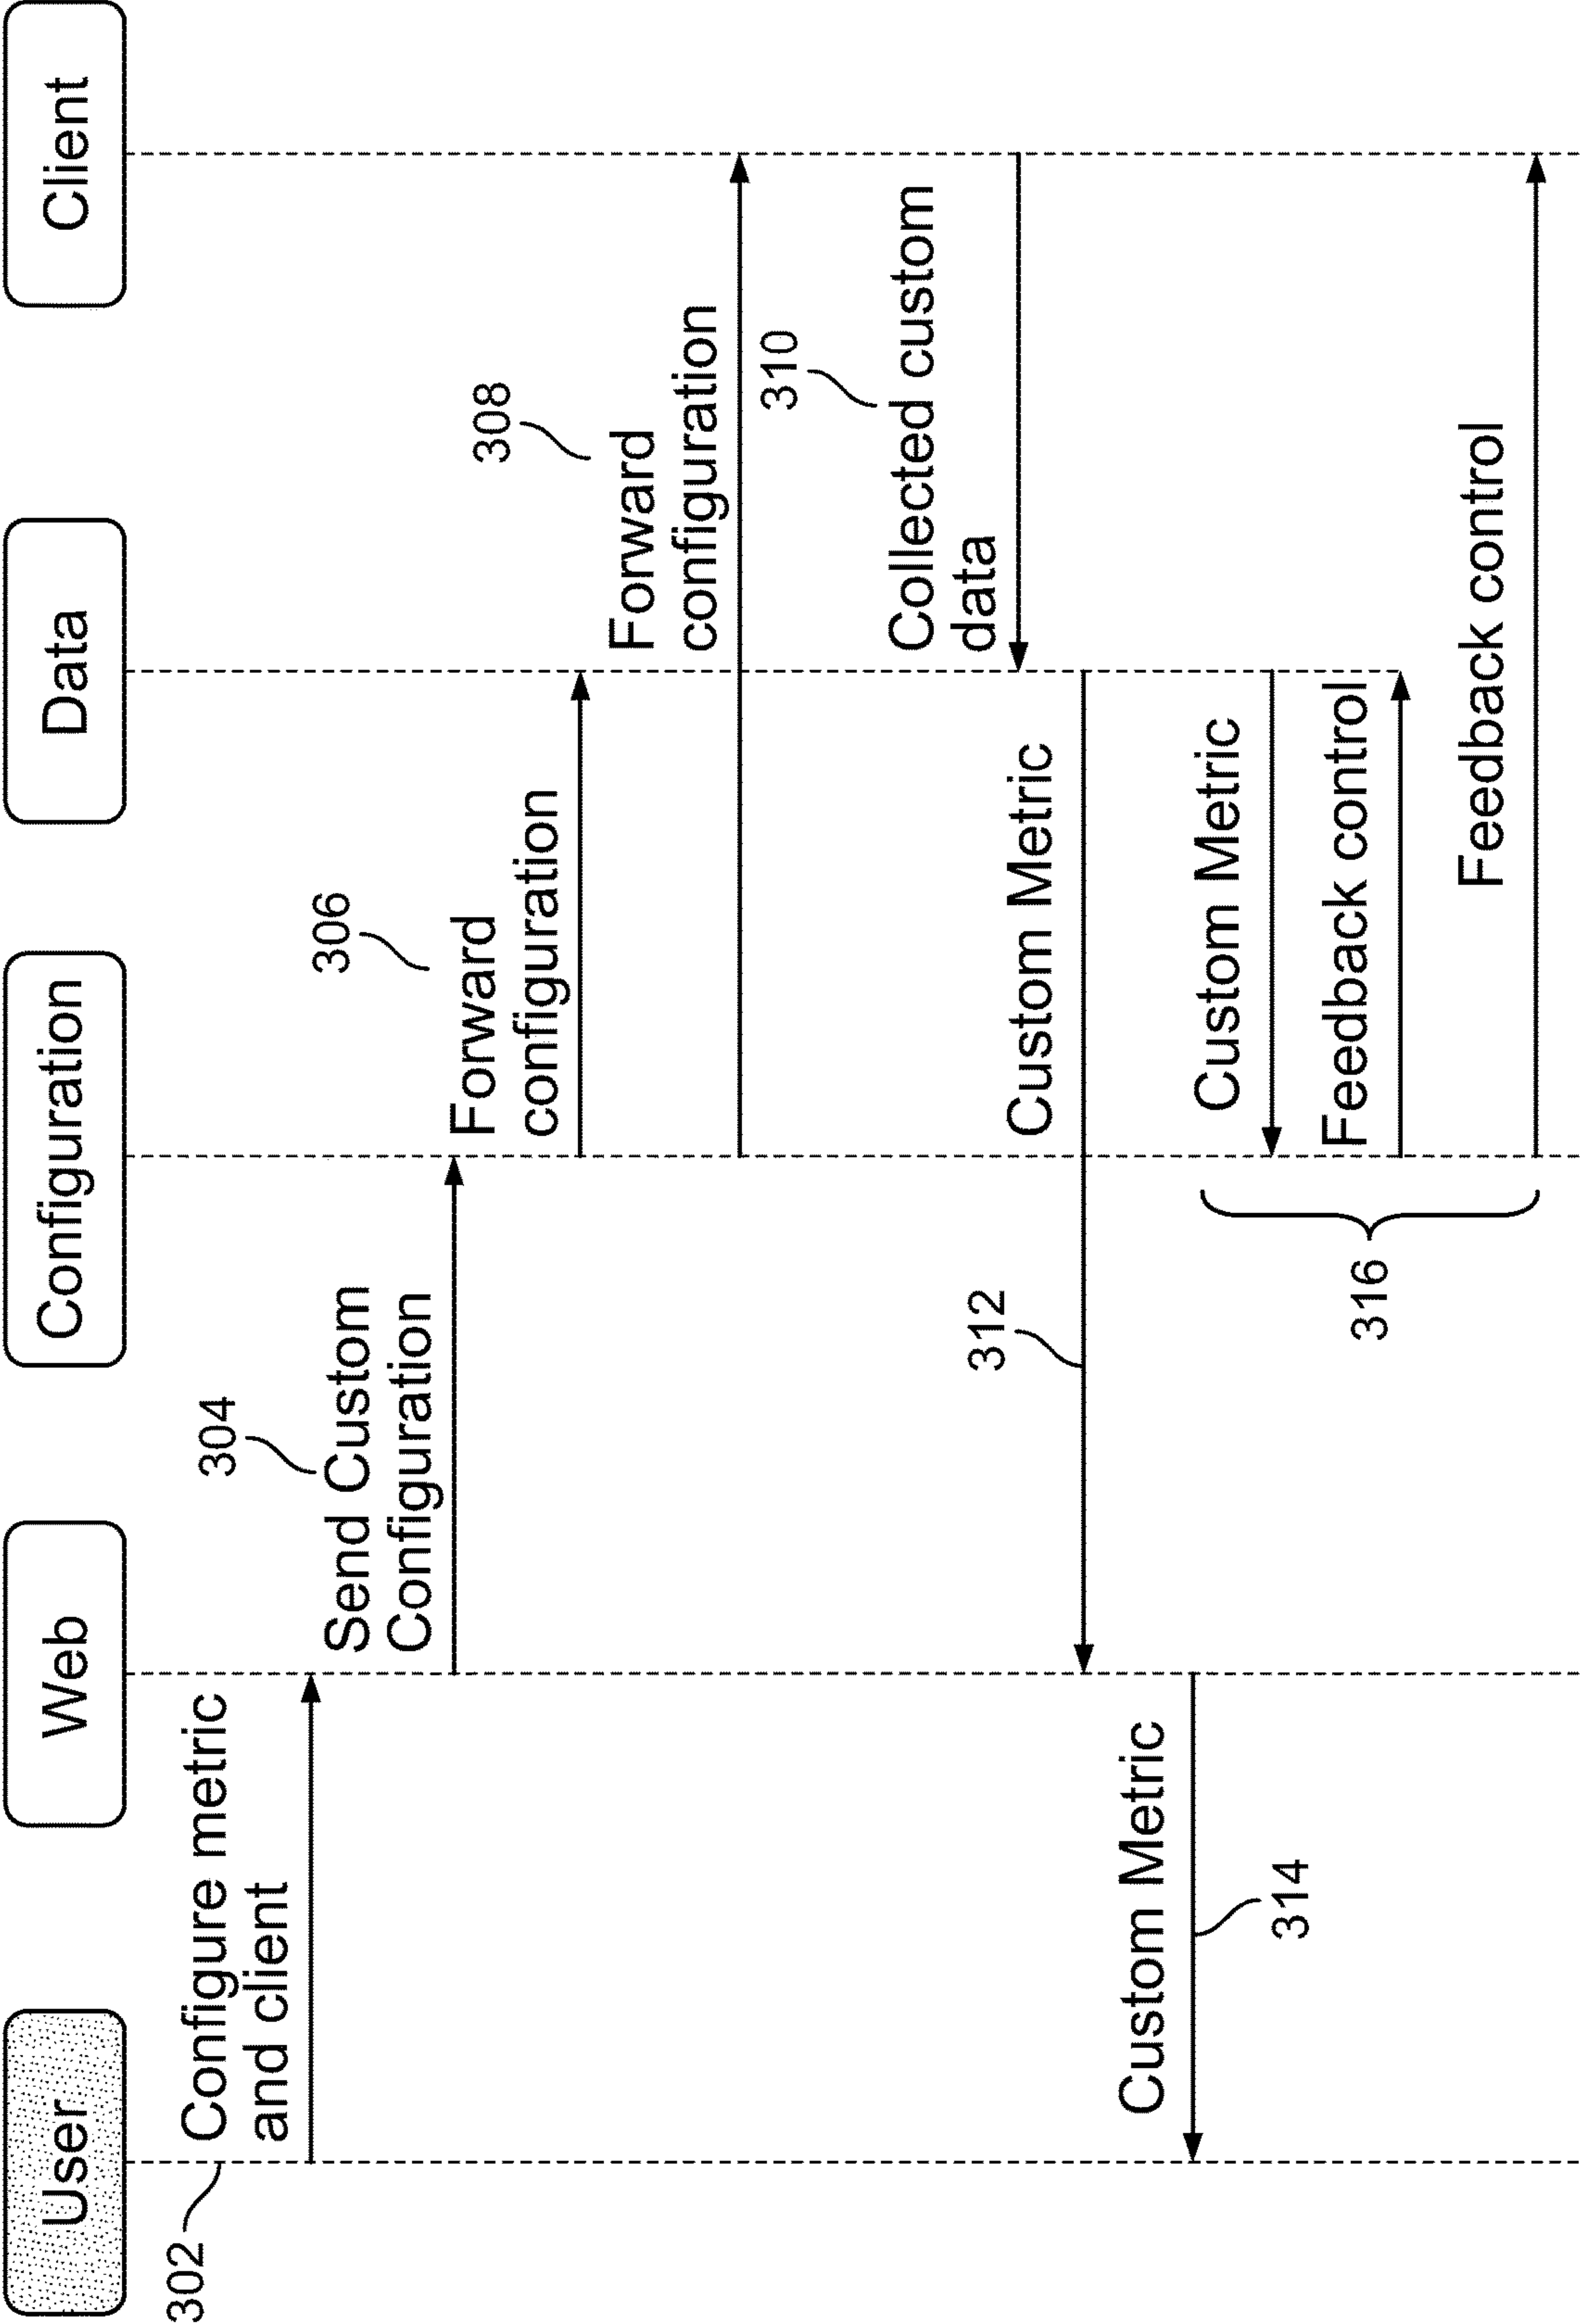 User
Web
Configuration
Data
Client
302
Configure metric
and client
304
Send Custom
Configuration
306
Forward
configuration
308
Forward
configuration
310
Collected custom
data
312
Custom Metric
Custom Metric
314
Custom Metric
Feedback control
316
Feedback control